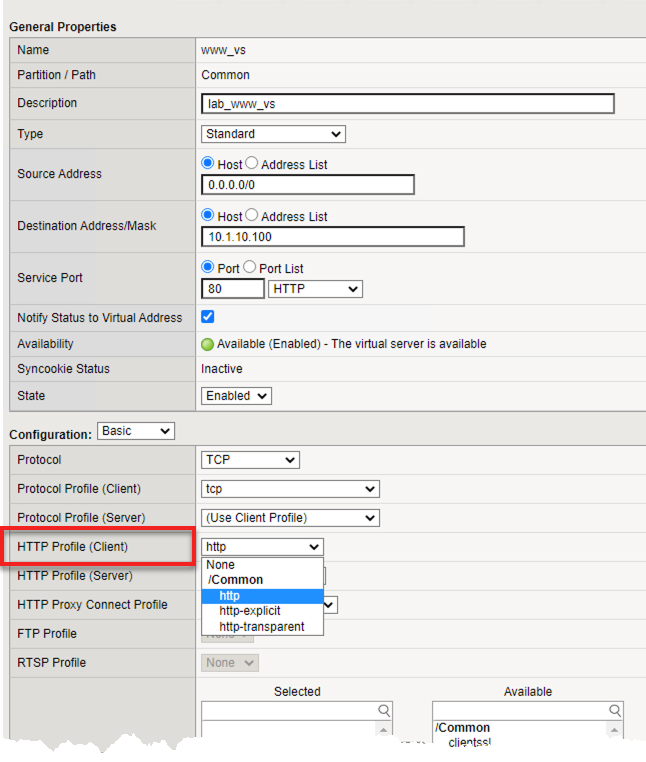 General Properties
Name www_vs
Partition / Path Common
Description lab_www_vs
Type Standard
Source Address Host Address List
0.0.0.0/0
Destination Address/Mask Host Address List
10.1.10.100
Service Port Port Port List
80 HTTP
Notify Status to Virtual Address
Availability Available (Enabled) - The virtual server is available
Syncookie Status Inactive
State Enabled
Configuration: Basic
Protocol TCP
Protocol Profile (Client) tcp
Protocol Profile (Server) (Use Client Profile)
HTTP Profile (Client) http
None
/Common
HTTP Profile (Server)
http
HTTP Proxy Connect Profile http-explicit
http-transparent
FTP Profile None
RTSP Profile None
Selected Available
/Common
clientssl